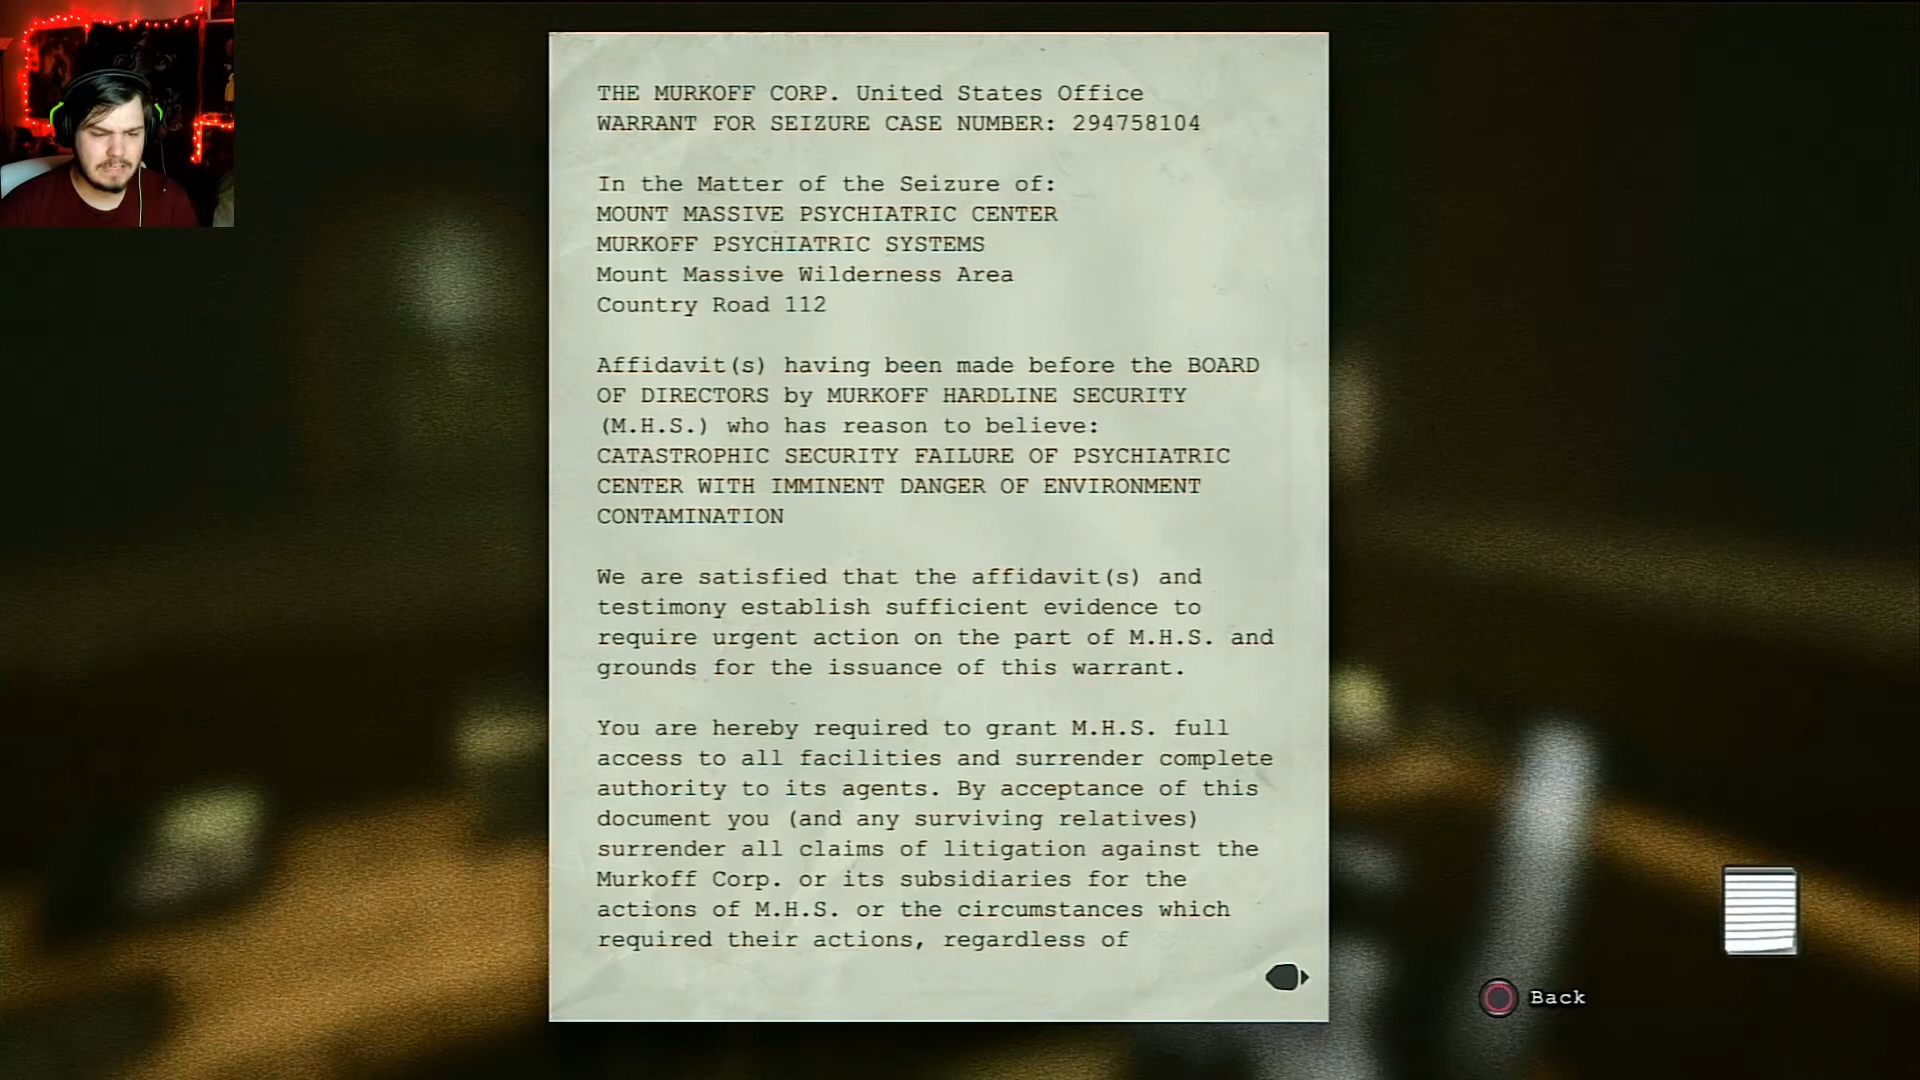 THE MURKOFF CORP. United States Office
WARRANT FOR SEIZURE CASE NUMBER: 294758104
In the Matter of the Seizure of:
MOUNT MASSIVE PSYCHIATRIC CENTER
MURKOFF PSYCHIATRIC SYSTEMS
Mount Massive Wilderness Area
Country Road 112
Affidavit(s) having been made before the BOARD
OF DIRECTORS by MURKOFF HARDLINE SECURITY
(M.H.S.) who has reason to believe:
CATASTROPHIC SECURITY FAILURE OF PSYCHIATRIC
CENTER WITH IMMINENT DANGER OF ENVIRONMENT
CONTAMINATION
We are satisfied that the affidavit(s) and
testimony establish sufficient evidence to
require urgent action on the part of M.H.S. and
grounds for the issuance of this warrant.
You are hereby required to grant M.H.S. full
access to all facilities and surrender complete
authority to its agents. By acceptance of this
document you (and any surviving relatives)
surrender all claims of litigation against the
Murkoff Corp. or its subsidiaries for the
actions of M.H.S. or the circumstances which
required their actions, regardless of
Back